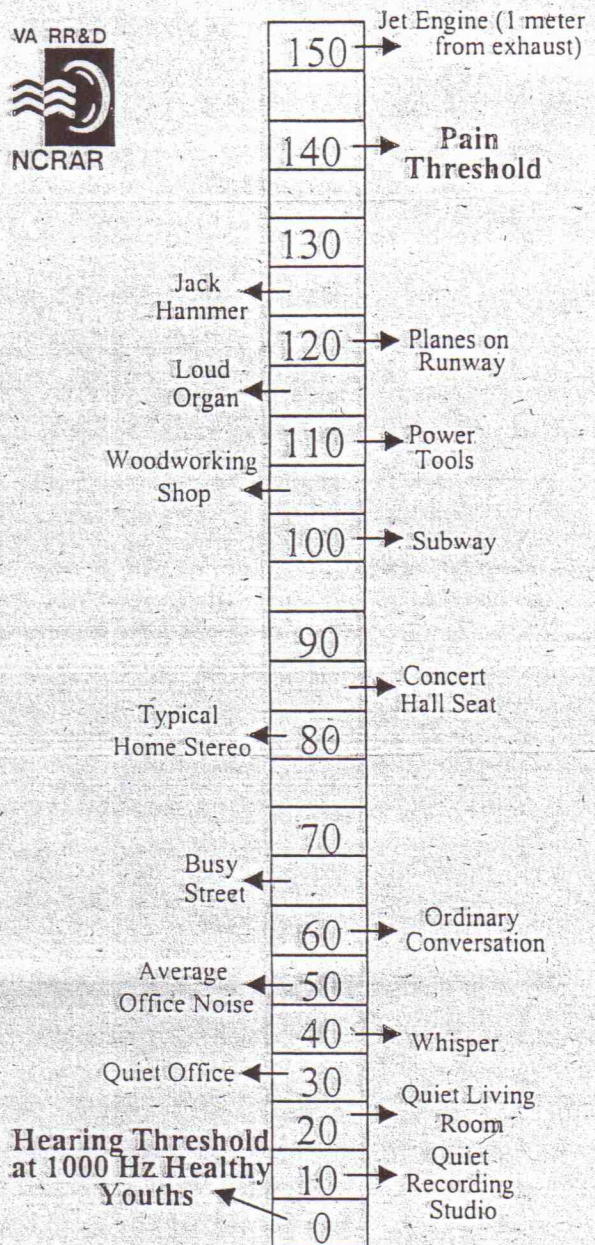 VA RR&D
NCRAR
Jet Engine (1 meter
from exhaust)
150
140
Pain
Threshold
130
Jack
Hammer
120
Planes on
Runway
Loud
Organ
110
Power
Tools
Woodworking
Shop
100
Subway
90
Concert
Hall Seat
Typical
Home Stereo
80
70
Busy
Street
60
Ordinary
Conversation
Average
Office Noise
50
40
Whisper
Quiet Office
30
20
Quiet Living
Room
Hearing Threshold
at 1000 Hz Healthy
Youths
10
Quiet
Recording
Studio
0